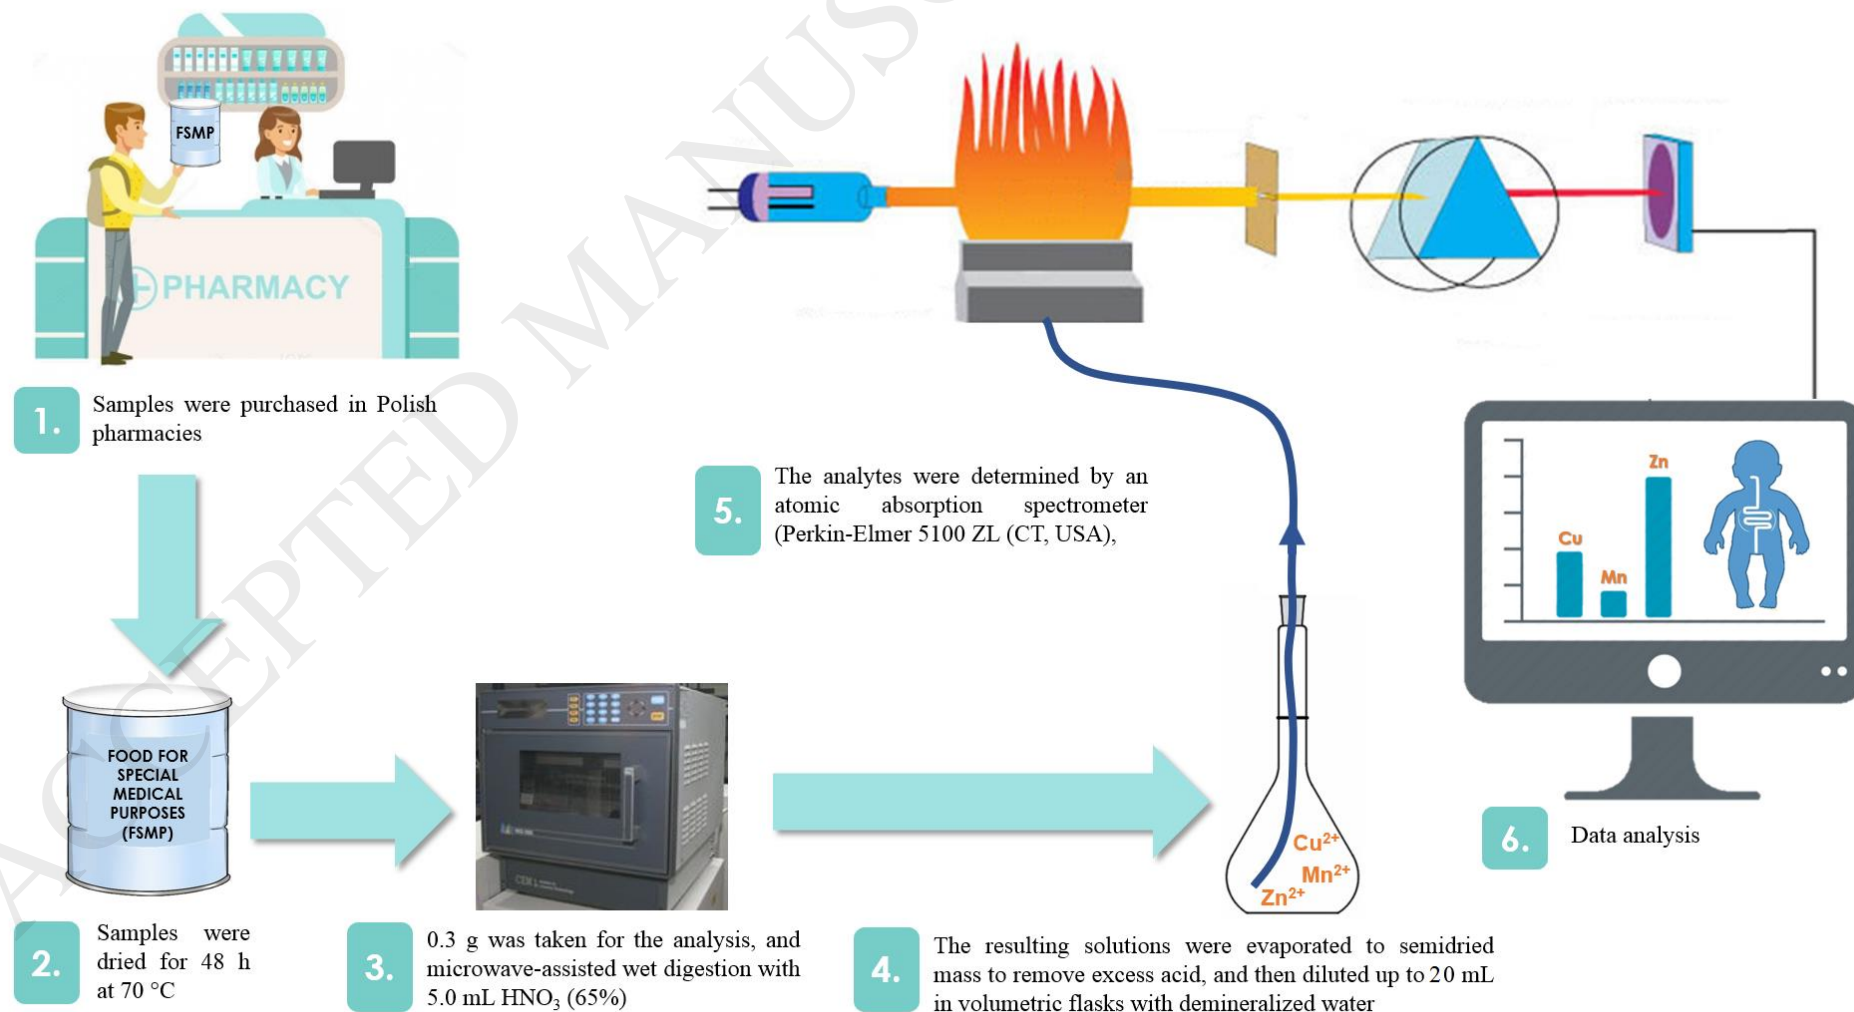 ACCEPTED MANUS
FSMP
PHARMACY
1.
Samples were purchased in Polish
pharmacies
FOOD FOR
SPECIAL
MEDICAL
PURPOSES
(FSMP)
2.
Samples were
dried for 48 h
at 70 °C
CEM
3.
0.3 g was taken for the analysis, and
microwave-assisted wet digestion with
5.0 mL HNO₃ (65%)
Cu²⁺
Mn²⁺
Zn²⁺
4.
The resulting solutions were evaporated to semidried
mass to remove excess acid, and then diluted up to 20 mL
in volumetric flasks with demineralized water
5.
The analytes were determined by an
atomic absorption spectrometer
(Perkin-Elmer 5100 ZL (CT, USA),
Cu
Mn
Zn
6.
Data analysis